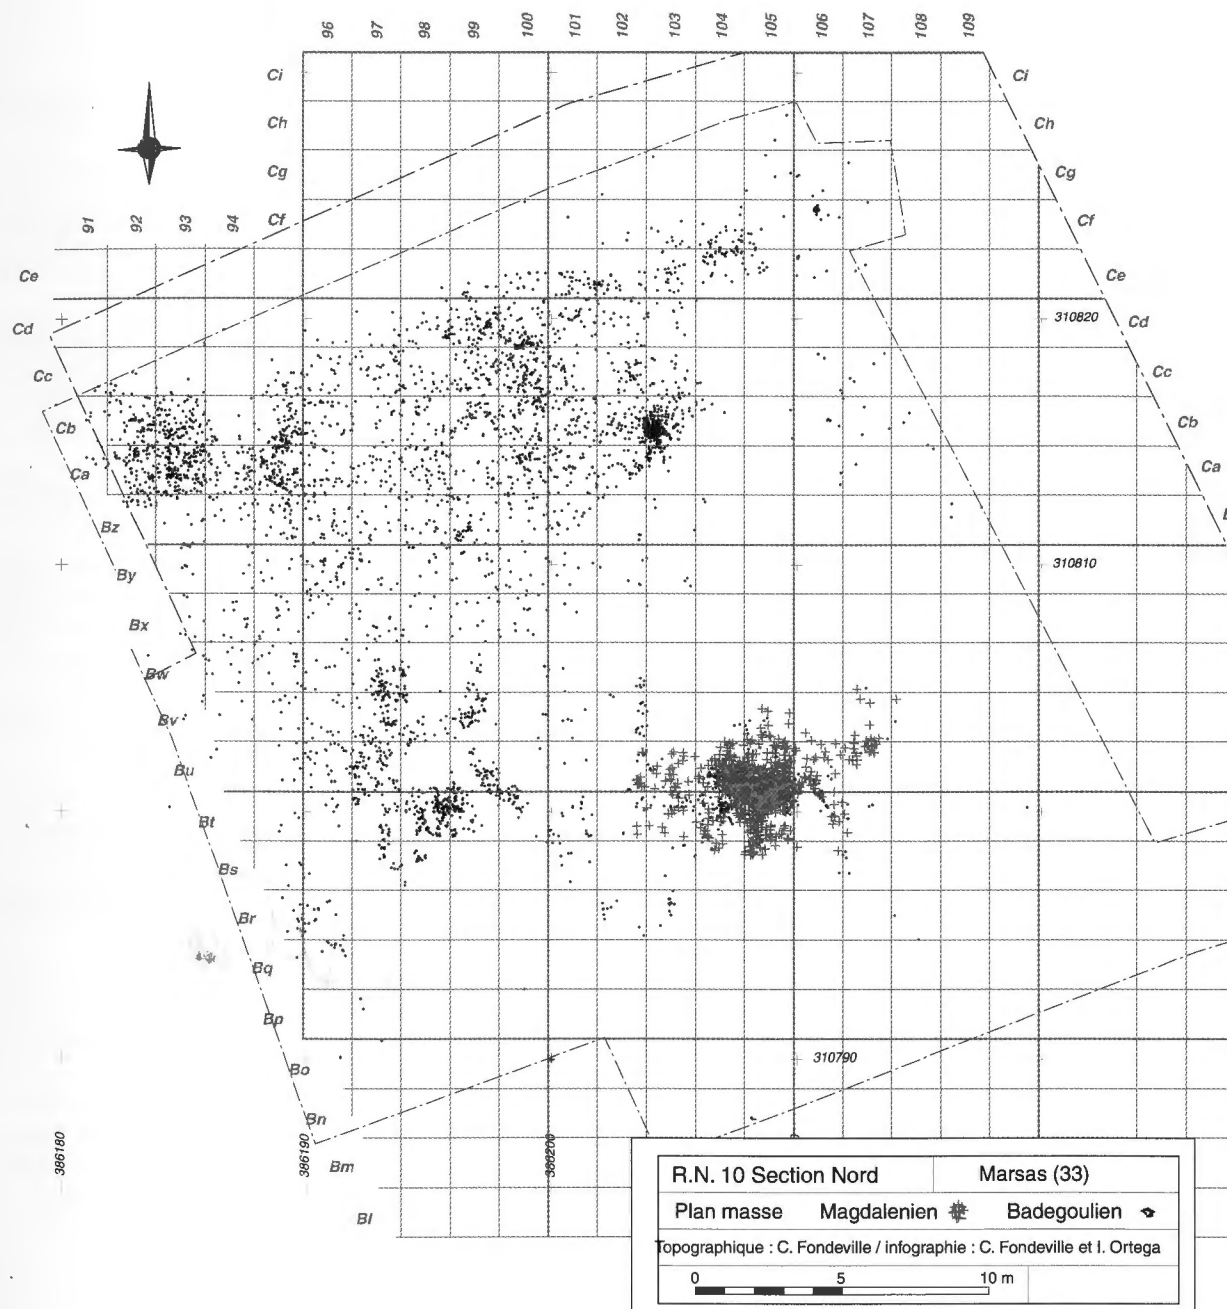 96 97 98 99 100 101 102 103 104 105 106 107 108 109
Ci Ci
Ch Ch
Cg Cg
91 92 93 94
Cf Cf
Ce Ce
310820
Cd Cd
Cc Cc
Cb Cb
Ca Ca
Bz
310810
By
Bx
Bw
Bv
Bu
Bt
Bs
Br
Bq
Bp
310790
Bo
Bn
386180 386190 386200
Bm
Bl
R.N. 10 Section Nord Marsas (33)
Plan masse Magdalenien Badegoulien
Topographique : C. Fondeville / infographie : C. Fondeville et I. Ortega
0 5 10 m